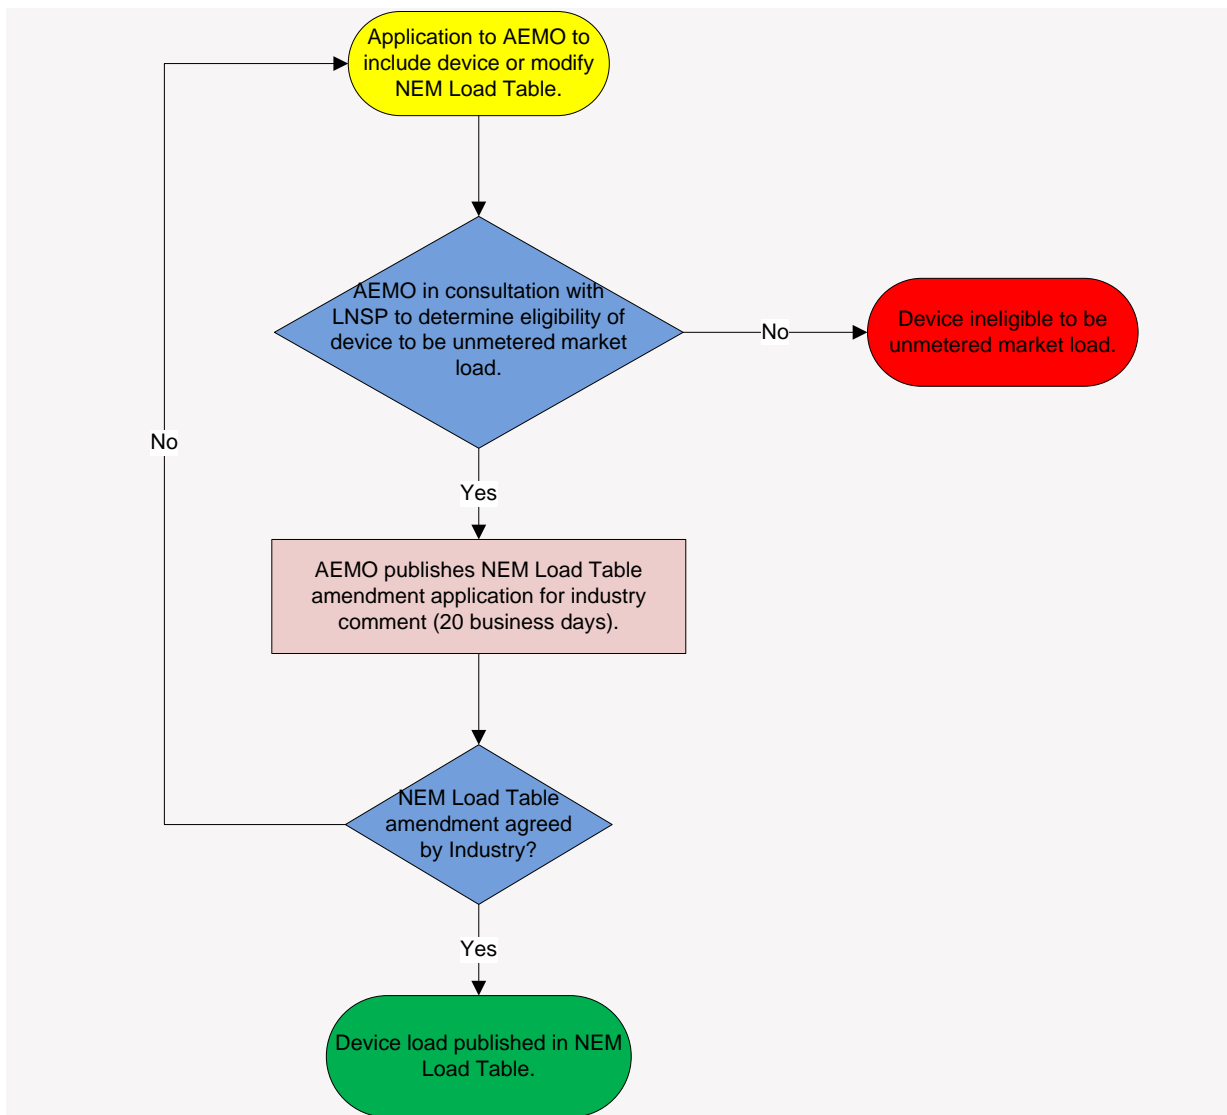 Application to AEMO to
include device or modify
NEM Load Table.
AEMO in consultation with
LNSP to determine eligibility of
device to be unmetered market
load.
No
Device ineligible to be
unmetered market load.
No
Yes
AEMO publishes NEM Load Table
amendment application for industry
comment (20 business days).
NEM Load Table
amendment agreed
by Industry?
Yes
Device load published in NEM
Load Table.